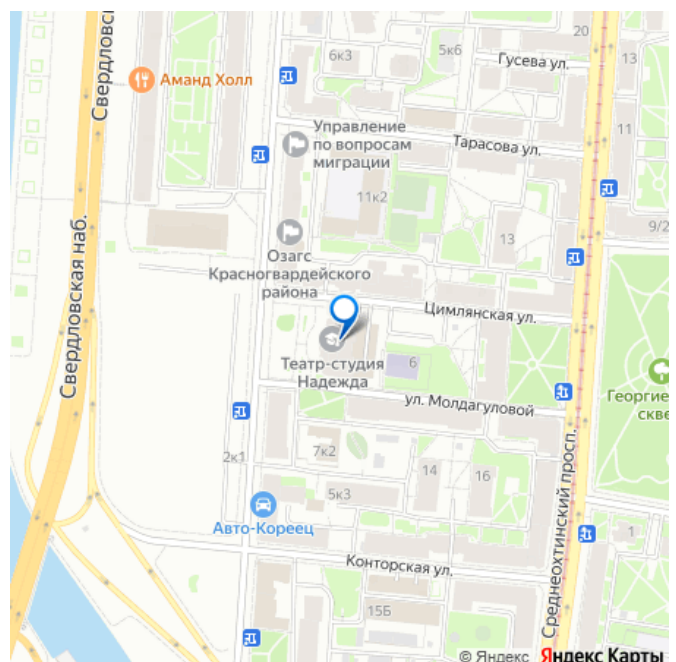 20
Гусева ул.
13
5к6
6к3
Аманд Холл
Свердловск
Управление
по вопросам
миграции
Тарасова ул.
11
11к2
13
9/2
Озагс
Красногвардейского
района
Свердловская наб.
Цимлянская ул.
Театр-студия
Надежда
6
Георгие
скве
ул. Молдагуловой
2к1
7к2
14
16
5к3
Среднеохтинский просп.
Авто-Кореец
1
Конторская ул.
15Б
© Яндекс Яндекс Карты